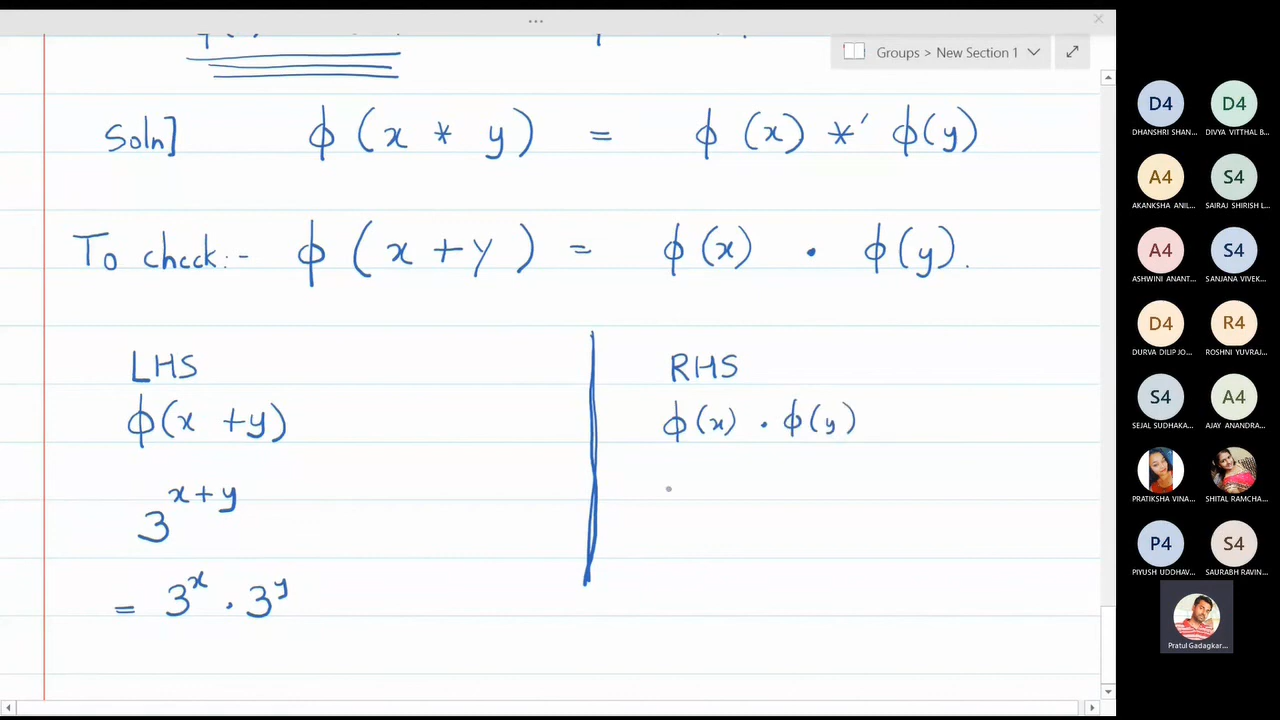 Groups > New Section 1
Soln] ϕ (x * y) = ϕ (x) *′ ϕ(y)
To check:- ϕ (x + y) = ϕ(x) · ϕ(y).
LHS
ϕ(x + y)
3^{x+y}
= 3^x · 3^y
RHS
ϕ(x) · ϕ(y)
D4 D4
DHANSHRI SHAN... DIVYA VITTHAL B...
A4 S4
AKANKSHA ANIL... SAIRAJ SHIRISH L...
A4 S4
ASHWINI ANANT... SANJANA VIVEK...
D4 R4
DURVA DILIP JO... ROSHNI YUVRAJ...
S4 A4
SEJAL SUDHAKA... AJAY ANANDRA...
PRATIKSHA VINA... SHITAL RAMCHA...
P4 S4
PIYUSH UDDHAV... SAURABH RAVIN...
Pratul Gadagkar...